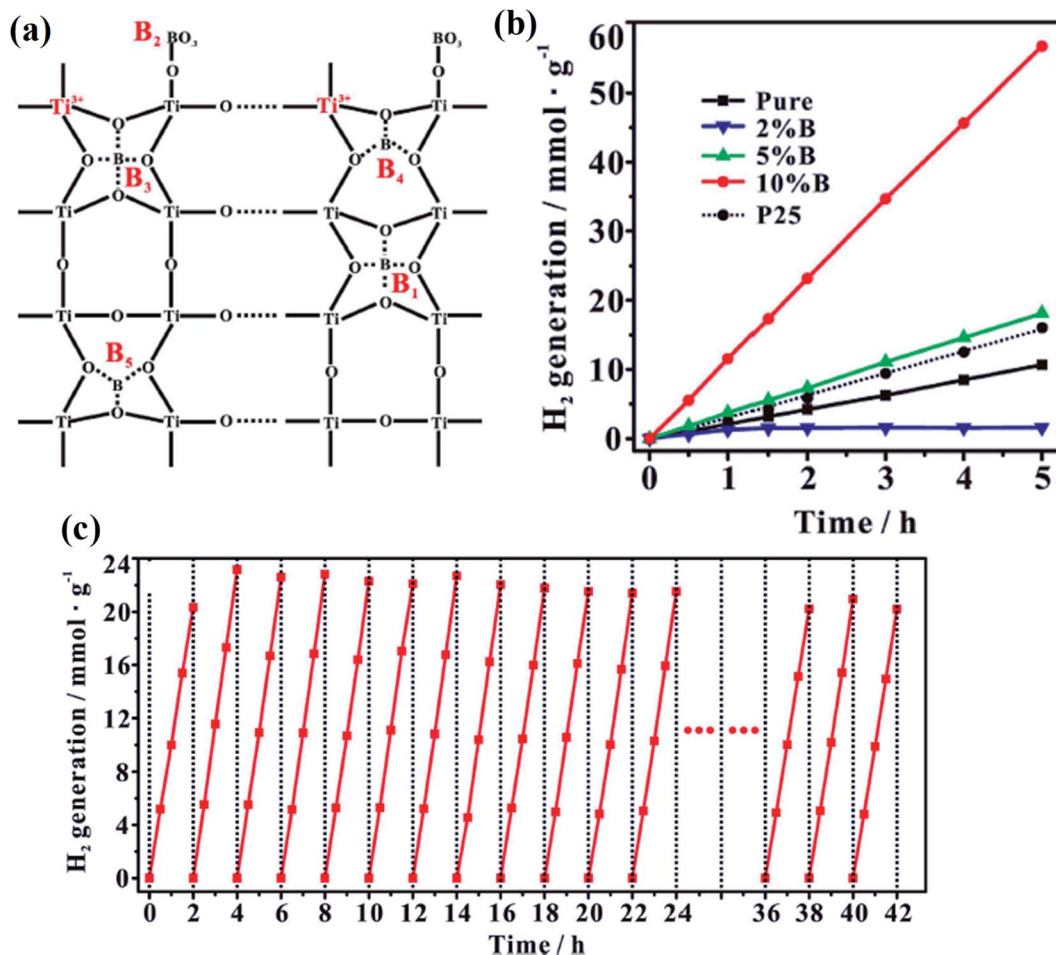 (a)
B₂ BO₃ BO₃
O O
Ti³⁺ Ti O Ti³⁺ Ti
O O
O B O O B O
B₃ B₄
O
Ti Ti O Ti Ti
O
O O O B O
B₁
O
Ti O Ti O Ti Ti
B₅
O O O O
B
O
Ti Ti O Ti O Ti
(b)
H₂ generation / mmol · g⁻¹
60
50
40
30
20
10
0
Pure
2%B
5%B
10%B
P25
0 1 2 3 4 5
Time / h
(c)
H₂ generation / mmol · g⁻¹
24
20
16
12
8
4
0
0 2 4 6 8 10 12 14 16 18 20 22 24 36 38 40 42
Time / h